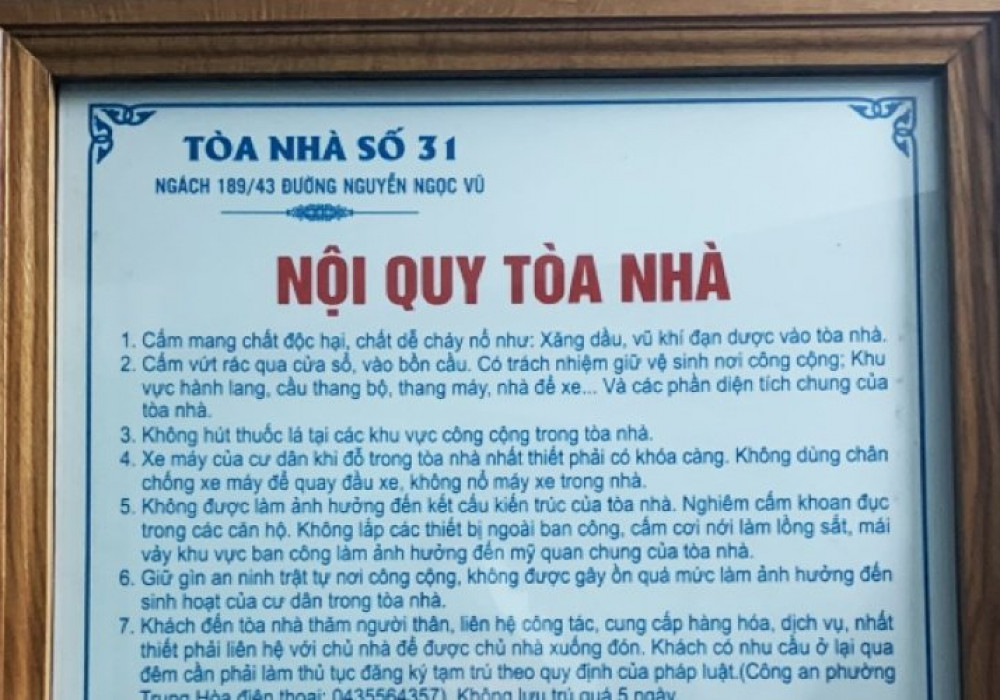 TÒA NHÀ SỐ 31
NGÁCH 189/43 ĐƯỜNG NGUYỄN NGỌC VŨ
NỘI QUY TÒA NHÀ
1. Cấm mang chất độc hại, chất dễ cháy nổ như: Xăng dầu, vũ khí đạn dược vào tòa nhà.
2. Cấm vứt rác qua cửa sổ, vào bồn cầu. Có trách nhiệm giữ vệ sinh nơi công cộng; Khu
vực hành lang, cầu thang bộ, thang máy, nhà để xe... Và các phần diện tích chung của
tòa nhà.
3. Không hút thuốc lá tại các khu vực công cộng trong tòa nhà.
4. Xe máy của cư dân khi đỗ trong tòa nhà nhất thiết phải có khóa càng. Không dùng chân
chống xe máy để quay đầu xe, không nổ máy xe trong nhà.
5. Không được làm ảnh hưởng đến kết cấu kiến trúc của tòa nhà. Nghiêm cấm khoan đục
trong các căn hộ. Không lắp các thiết bị ngoài ban công, cấm cơi nới làm lồng sắt, mái
vảy khu vực ban công làm ảnh hưởng đến mỹ quan chung của tòa nhà.
6. Giữ gìn an ninh trật tự nơi công cộng, không được gây ồn quá mức làm ảnh hưởng đến
sinh hoạt của cư dân trong tòa nhà.
7. Khách đến tòa nhà thăm người thân, liên hệ công tác, cung cấp hàng hóa, dịch vụ, nhất
thiết phải liên hệ với chủ nhà để được chủ nhà xuống đón. Khách có nhu cầu ở lại qua
đêm cần phải làm thủ tục đăng ký tạm trú theo quy định của pháp luật.(Công an phường
Trung Hòa điện thoại: 0435564357). Không lưu trú quá 5 ngày